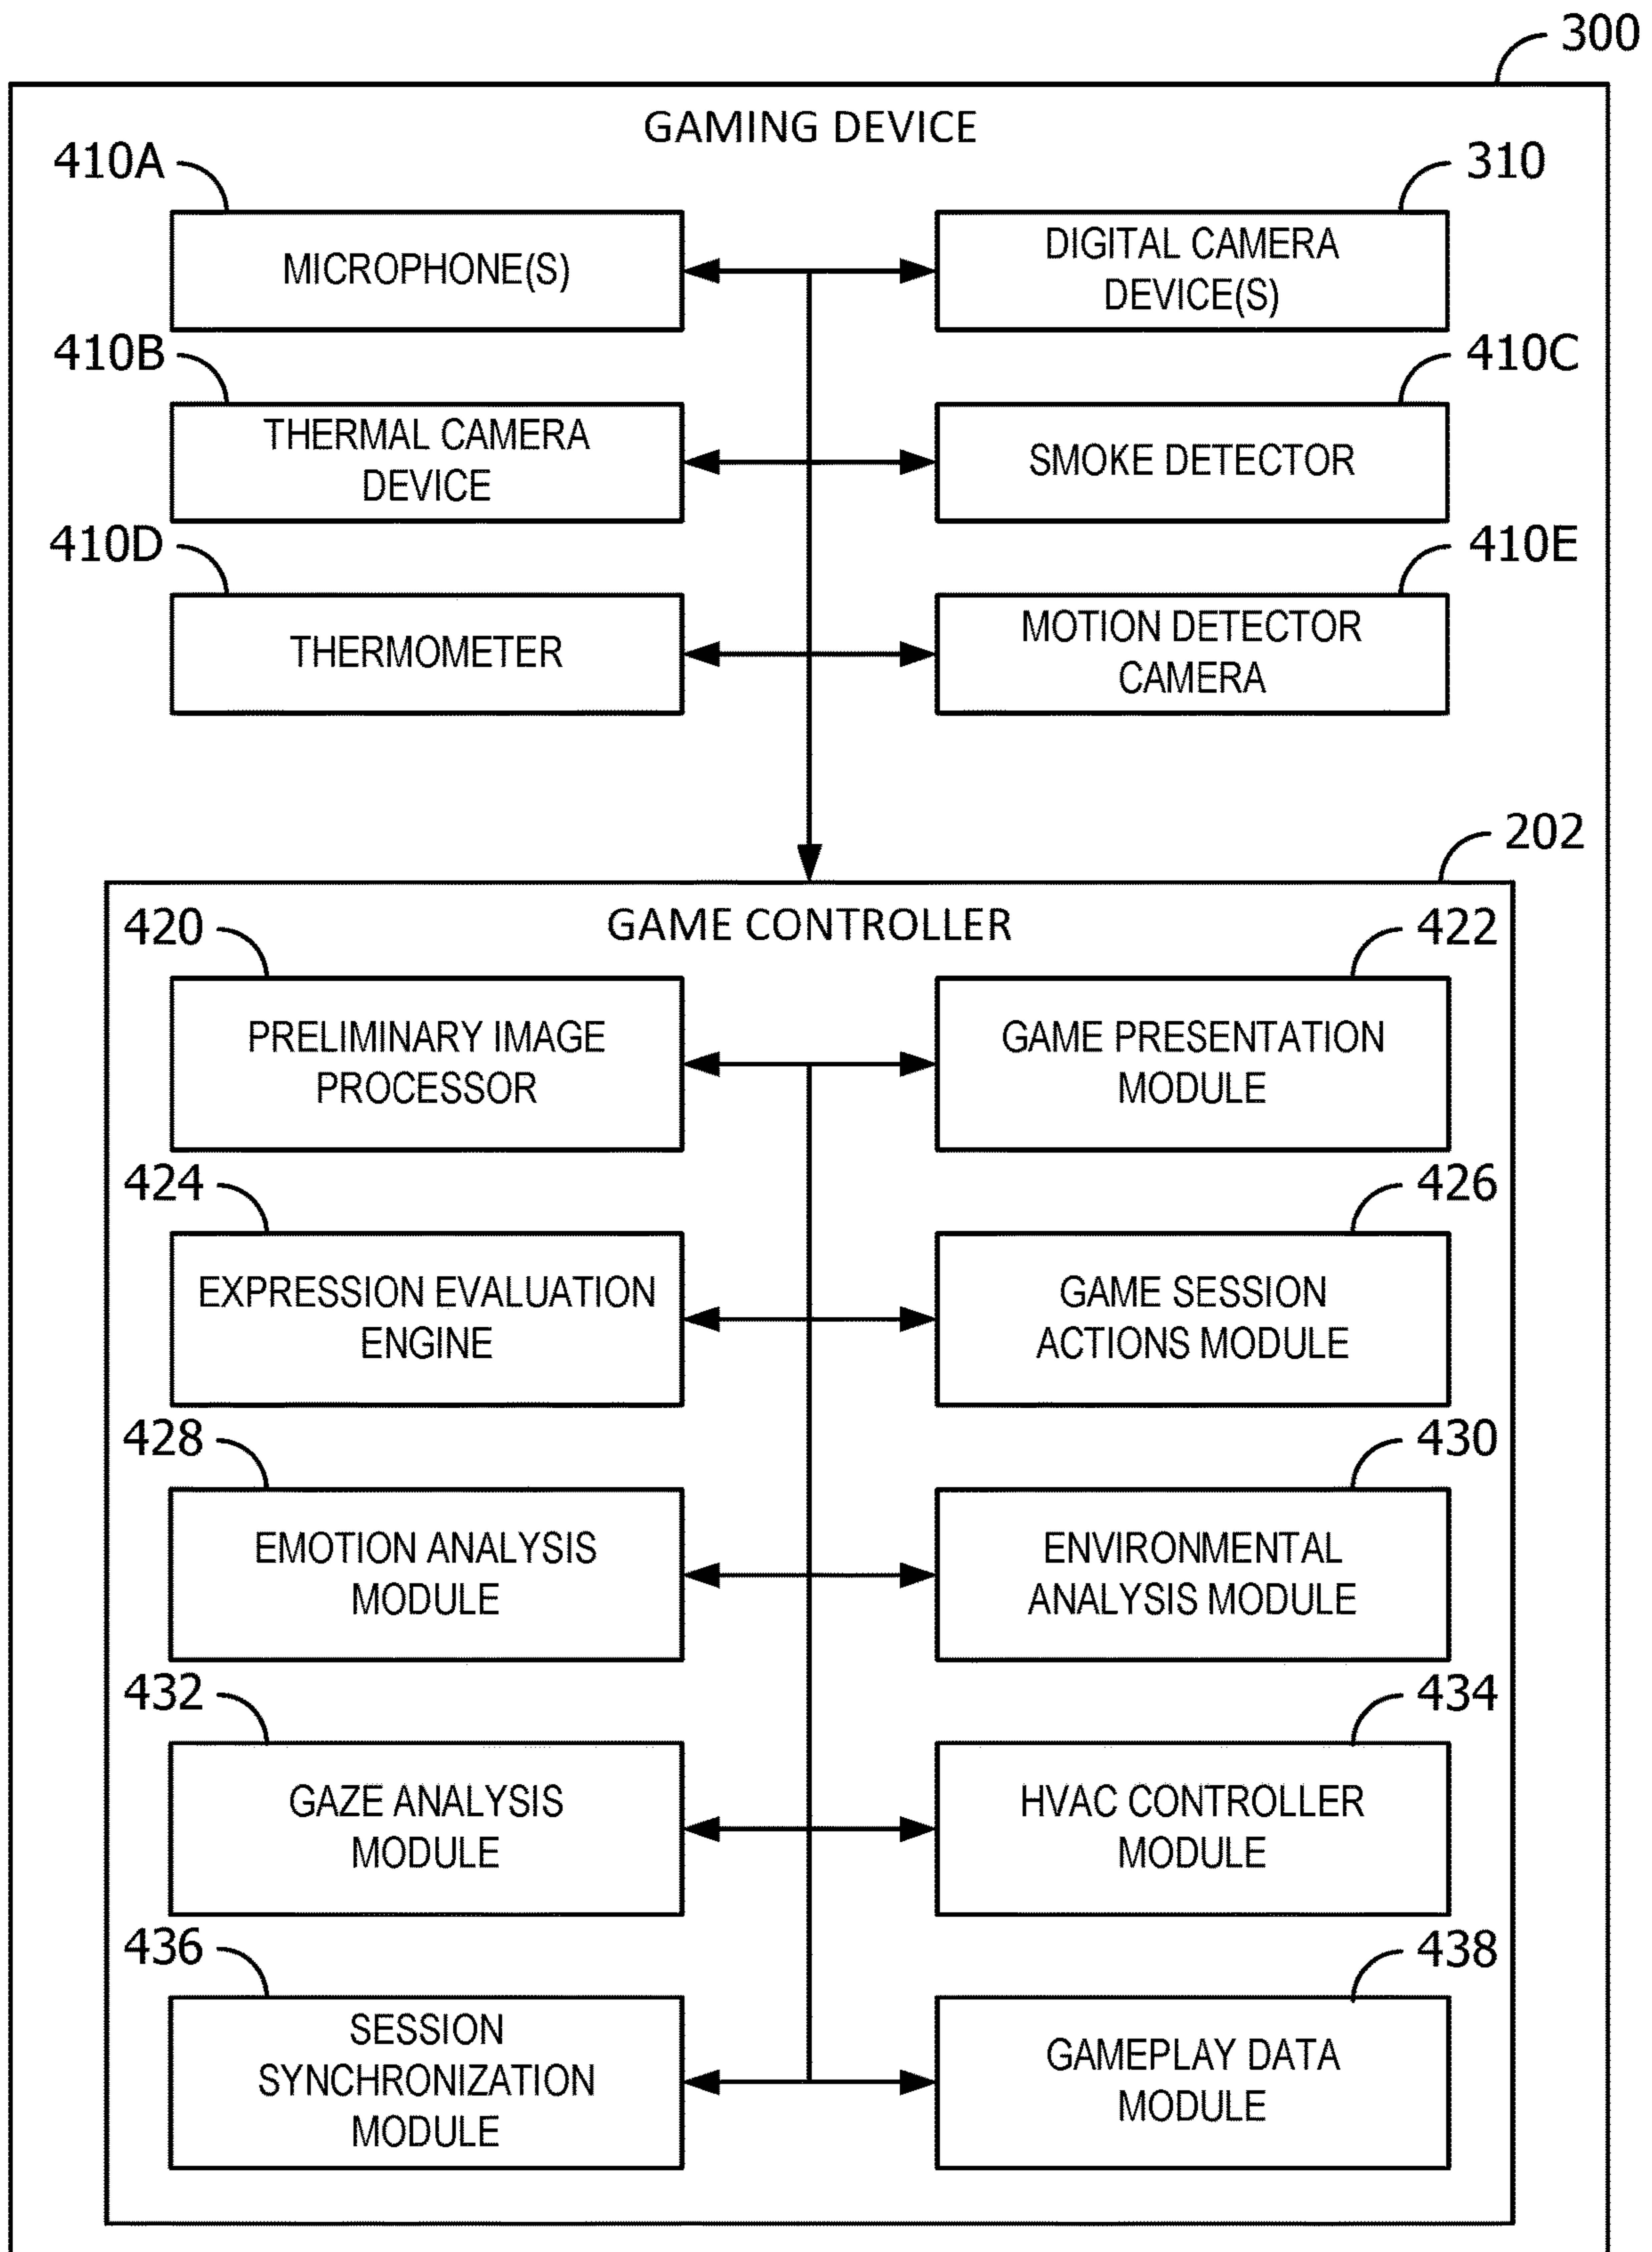 300
GAMING DEVICE
410A
310
MICROPHONE(S)
DIGITAL CAMERA
DEVICE(S)
410B
410C
THERMAL CAMERA
DEVICE
SMOKE DETECTOR
410D
410E
THERMOMETER
MOTION DETECTOR
CAMERA
202
GAME CONTROLLER
420
422
PRELIMINARY IMAGE
PROCESSOR
GAME PRESENTATION
MODULE
424
426
EXPRESSION EVALUATION
ENGINE
GAME SESSION
ACTIONS MODULE
428
430
EMOTION ANALYSIS
MODULE
ENVIRONMENTAL
ANALYSIS MODULE
432
434
GAZE ANALYSIS
MODULE
HVAC CONTROLLER
MODULE
436
438
SESSION
SYNCHRONIZATION
MODULE
GAMEPLAY DATA
MODULE